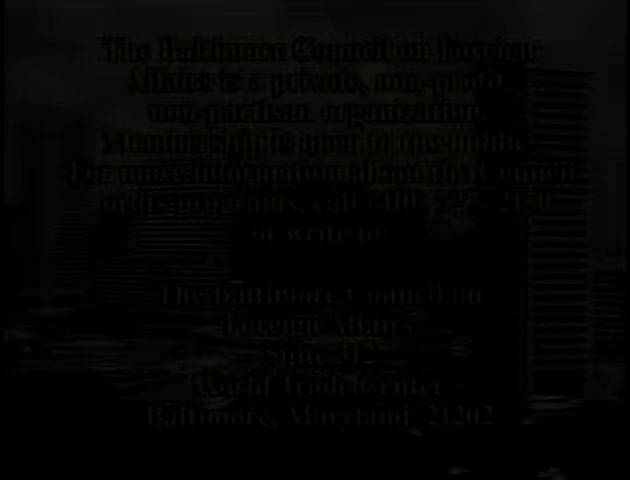 The Baltimore Council on Foreign
Affairs is a private, non-profit,
non-partisan organization.
Membership is open to the public.
For more information about the Council
or its programs, call (410) 727-2150
or write to:
The Baltimore Council on
Foreign Affairs
Suite 312
World Trade Center
Baltimore, Maryland 21202